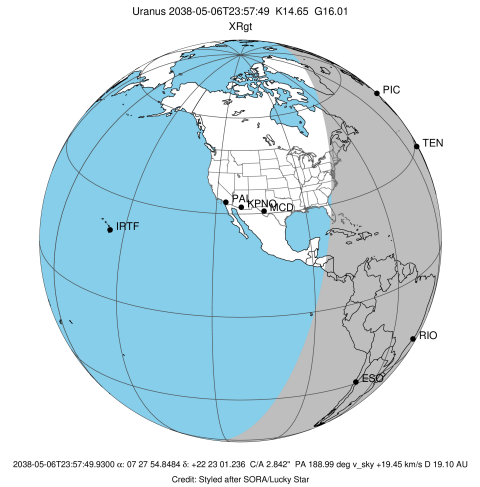 Uranus 2038-05-06T23:57:49 K14.65 G16.01
XRgt
PIC
TEN
PAL
KPNO
MCD
IRTF
RIO
ESO
2038-05-06T23:57:49.9300 α: 07 27 54.8484 δ: +22 23 01.236 C/A 2.842" PA 188.99 deg v_sky +19.45 km/s D 19.10 AU
Credit: Styled after SORA/Lucky Star